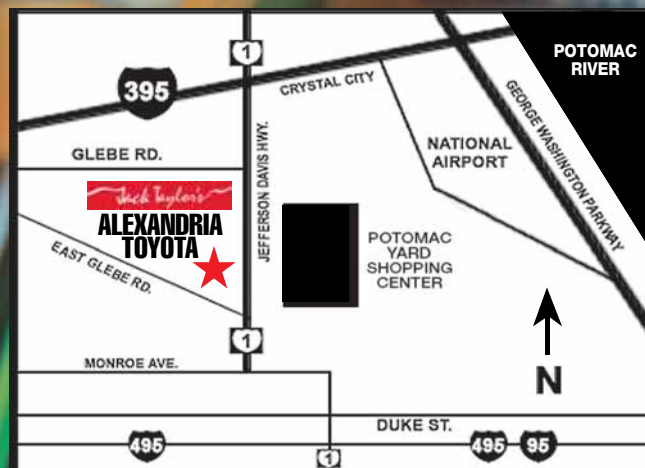 1
POTOMAC
RIVER
395
CRYSTAL CITY
GEORGE WASHINGTON PARKWAY
GLEBE RD.
JEFFERSON DAVIS HWY.
NATIONAL
AIRPORT
Jack Taylor's
ALEXANDRIA
TOYOTA
EAST GLEBE RD.
POTOMAC
YARD
SHOPPING
CENTER
1
MONROE AVE.
N
DUKE ST.
495
1
495
95